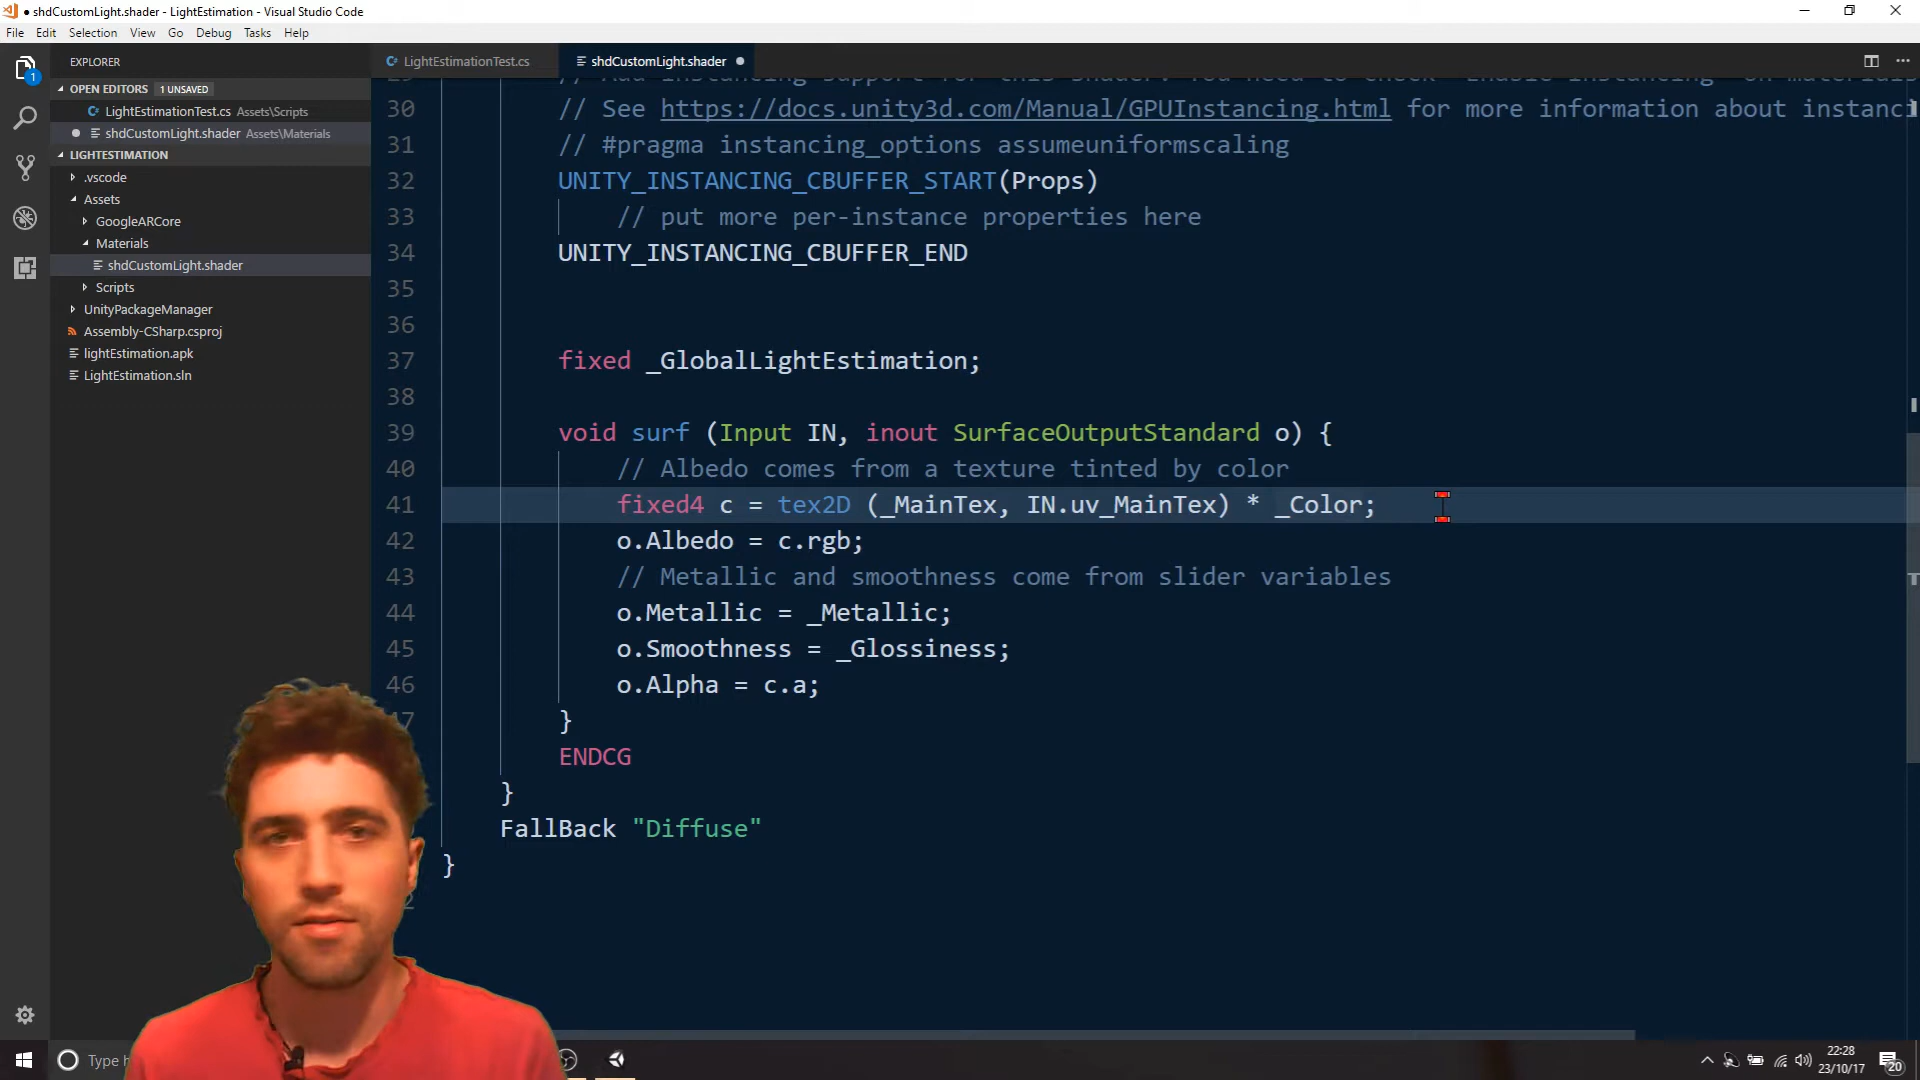 shdCustomLight.shader - LightEstimation - Visual Studio Code
File Edit Selection View Go Debug Tasks Help
EXPLORER
OPEN EDITORS 1 UNSAVED
LightEstimationTest.cs Assets\Scripts
shdCustomLight.shader Assets\Materials
LIGHTESTIMATION
.vscode
Assets
GoogleARCore
Materials
shdCustomLight.shader
Scripts
UnityPackageManager
Assembly-CSharp.csproj
lightEstimation.apk
LightEstimation.sln
1
LightEstimationTest.cs shdCustomLight.shader
30 // See https://docs.unity3d.com/Manual/GPUInstancing.html for more information about instanci
31 // #pragma instancing_options assumeuniformscaling
32 UNITY_INSTANCING_CBUFFER_START(Props)
33 // put more per-instance properties here
34 UNITY_INSTANCING_CBUFFER_END
35
36
37 fixed _GlobalLightEstimation;
38
39 void surf (Input IN, inout SurfaceOutputStandard o) {
40 // Albedo comes from a texture tinted by color
41 fixed4 c = tex2D (_MainTex, IN.uv_MainTex) * _Color;
42 o.Albedo = c.rgb;
43 // Metallic and smoothness come from slider variables
44 o.Metallic = _Metallic;
45 o.Smoothness = _Glossiness;
46 o.Alpha = c.a;
}
ENDCG
}
FallBack "Diffuse"
}
Type
22:28
23/10/17
20